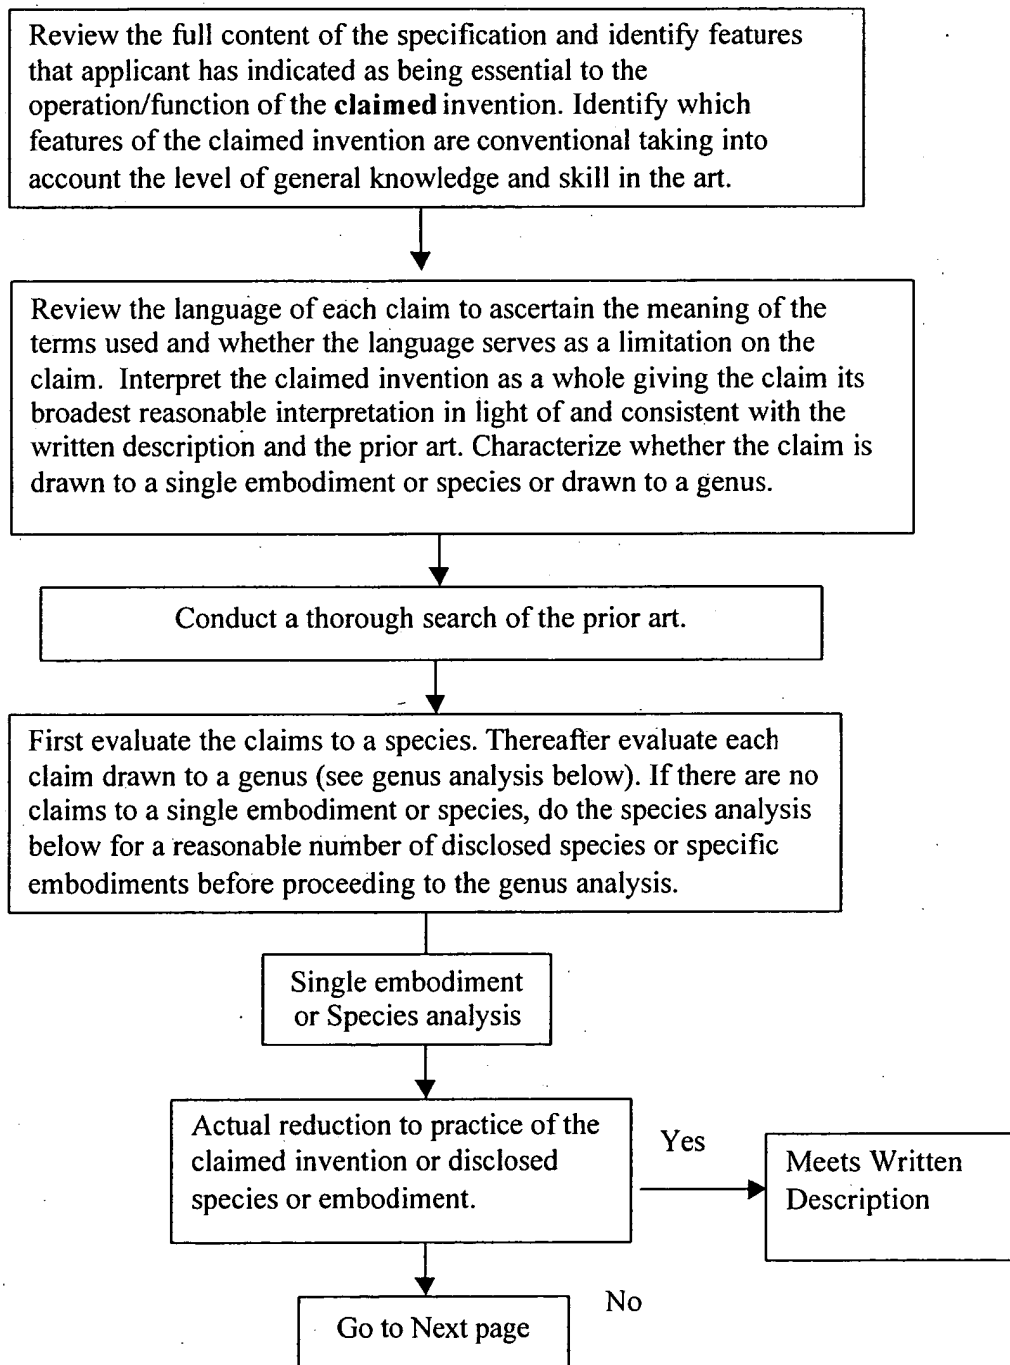 Review the full content of the specification and identify features
that applicant has indicated as being essential to the
operation/function of the claimed invention. Identify which
features of the claimed invention are conventional taking into
account the level of general knowledge and skill in the art.
Review the language of each claim to ascertain the meaning of the
terms used and whether the language serves as a limitation on the
claim. Interpret the claimed invention as a whole giving the claim its
broadest reasonable interpretation in light of and consistent with the
written description and the prior art. Characterize whether the claim is
drawn to a single embodiment or species or drawn to a genus.
Conduct a thorough search of the prior art.
First evaluate the claims to a species. Thereafter evaluate each
claim drawn to a genus (see genus analysis below). If there are no
claims to a single embodiment or species, do the species analysis
below for a reasonable number of disclosed species or specific
embodiments before proceeding to the genus analysis.
Single embodiment
or Species analysis
Actual reduction to practice of the
claimed invention or disclosed
species or embodiment.
Yes
Meets Written
Description
No
Go to Next page